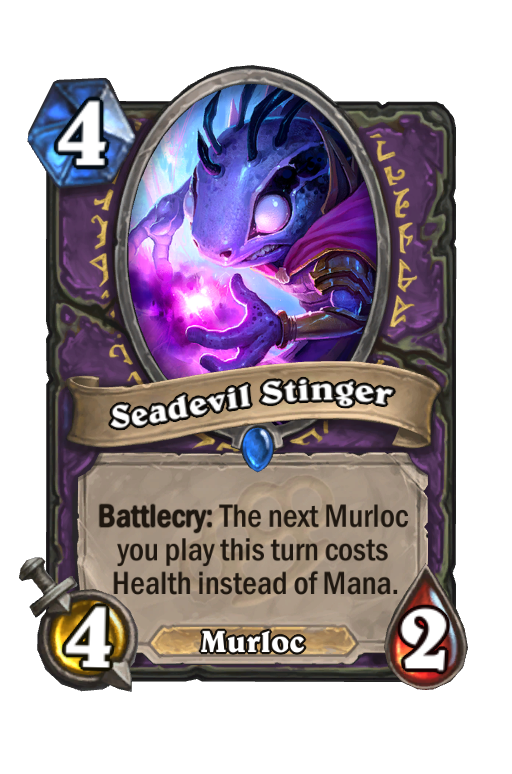 4
Seadevil Stinger
Battlecry: The next Murloc
you play this turn costs
Health instead of Mana.
4
Murloc
2